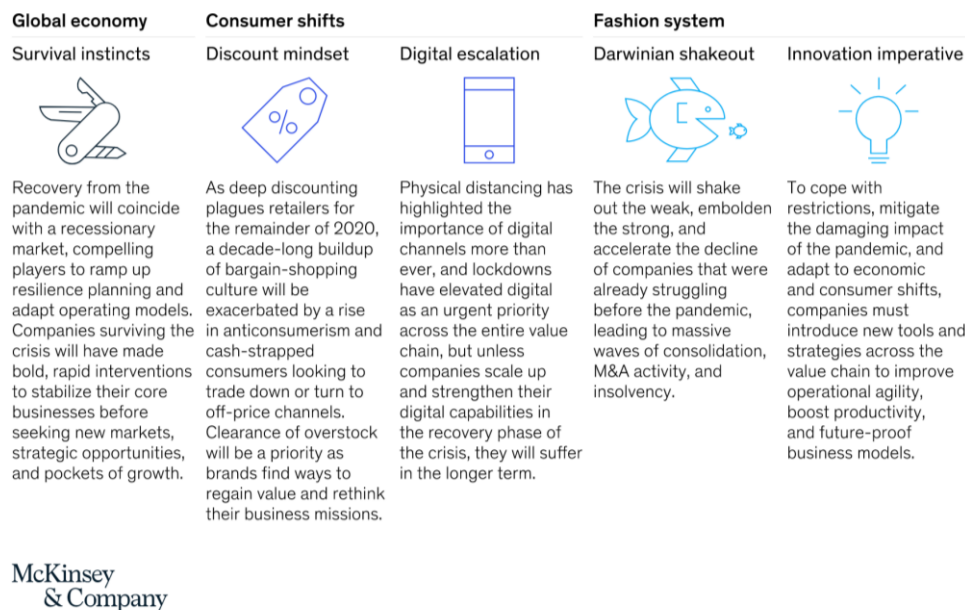 Global economy
Consumer shifts
Fashion system
Survival instincts
Discount mindset
Digital escalation
Darwinian shakeout
Innovation imperative
%
Recovery from the
pandemic will coincide
with a recessionary
market, compelling
players to ramp up
resilience planning and
adapt operating models.
Companies surviving the
crisis will have made
bold, rapid interventions
to stabilize their core
businesses before
seeking new markets,
strategic opportunities,
and pockets of growth.
As deep discounting
plagues retailers for
the remainder of 2020,
a decade-long buildup
of bargain-shopping
culture will be
exacerbated by a rise
in anticonsumerism and
cash-strapped
consumers looking to
trade down or turn to
off-price channels.
Clearance of overstock
will be a priority as
brands find ways to
regain value and rethink
their business missions.
Physical distancing has
highlighted the
importance of digital
channels more than
ever, and lockdowns
have elevated digital
as an urgent priority
across the entire value
chain, but unless
companies scale up
and strengthen their
digital capabilities in
the recovery phase of
the crisis, they will suffer
in the longer term.
The crisis will shake
out the weak, embolden
the strong, and
accelerate the decline
of companies that were
already struggling
before the pandemic,
leading to massive
waves of consolidation,
M&A activity, and
insolvency.
To cope with
restrictions, mitigate
the damaging impact
of the pandemic, and
adapt to economic
and consumer shifts,
companies must
introduce new tools and
strategies across the
value chain to improve
operational agility,
boost productivity,
and future-proof
business models.
McKinsey
& Company